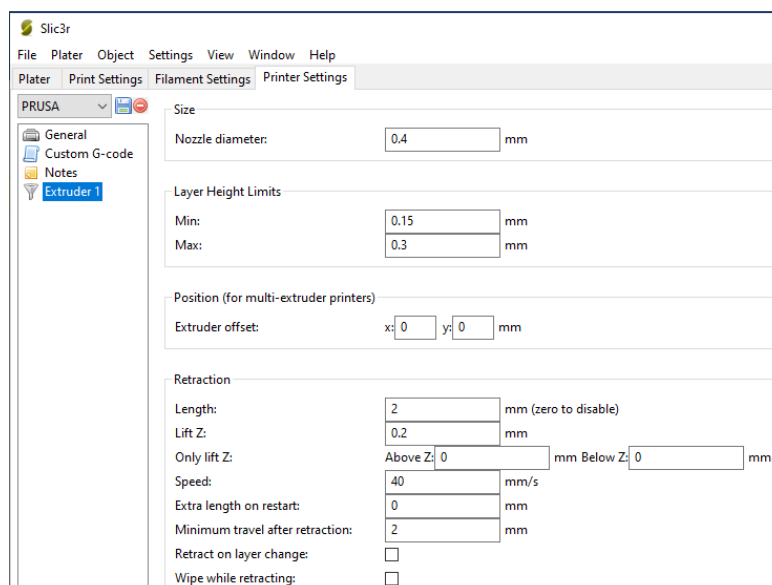 Slic3r
File Plater Object Settings View Window Help
Plater Print Settings Filament Settings Printer Settings
PRUSA
General
Custom G-code
Notes
Extruder 1
Size
Nozzle diameter: 0.4 mm
Layer Height Limits
Min: 0.15 mm
Max: 0.3 mm
Position (for multi-extruder printers)
Extruder offset: x: 0 y: 0 mm
Retraction
Length: 2 mm (zero to disable)
Lift Z: 0.2 mm
Only lift Z: Above Z: 0 mm Below Z: 0 mm
Speed: 40 mm/s
Extra length on restart: 0 mm
Minimum travel after retraction: 2 mm
Retract on layer change:
Wipe while retracting: